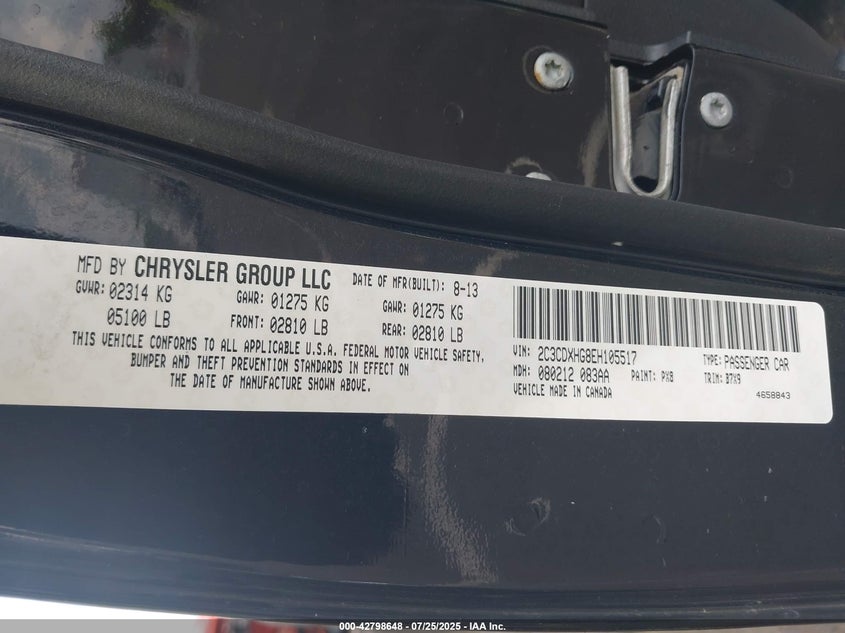 MFD BY CHRYSLER GROUP LLC
DATE OF MFR(BUILT): 8-13
GVWR: 02314 KG
GAWR: 01275 KG
GAWR: 01275 KG
05100 LB
FRONT: 02810 LB
REAR: 02810 LB
THIS VEHICLE CONFORMS TO ALL APPLICABLE U.S.A. FEDERAL MOTOR VEHICLE SAFETY,
BUMPER AND THEFT PREVENTION STANDARDS IN EFFECT ON
THE DATE OF MANUFACTURE SHOWN ABOVE.
VIN: 2C3CDXHG8EH105517
TYPE: PASSENGER CAR
MDH: 080212 083AA
PAINT: PX8
TRIM: B7X9
VEHICLE MADE IN CANADA
4658843
000-42798648 - 07/25/2025 - IAA Inc.